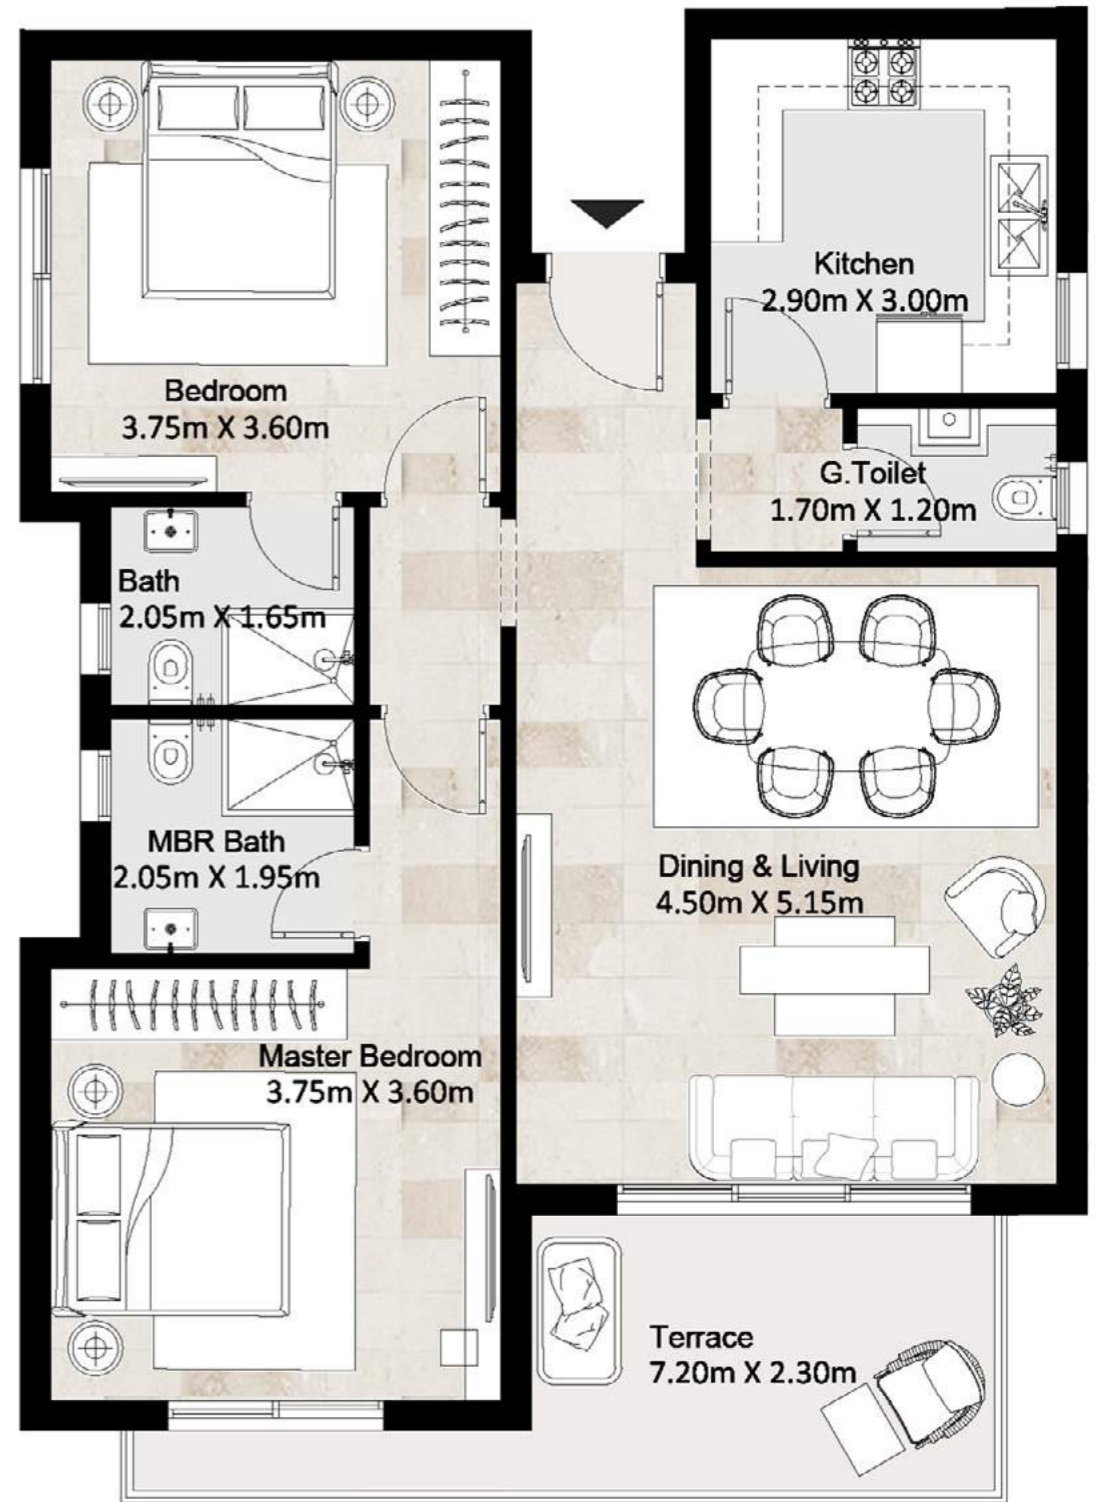 Kitchen
2.90m X 3.00m
Bedroom
3.75m X 3.60m
G.Toilet
1.70m X 1.20m
Bath
2.05m X 1.65m
MBR Bath
2.05m X 1.95m
Dining & Living
4.50m X 5.15m
Master Bedroom
3.75m X 3.60m
Terrace
7.20m X 2.30m